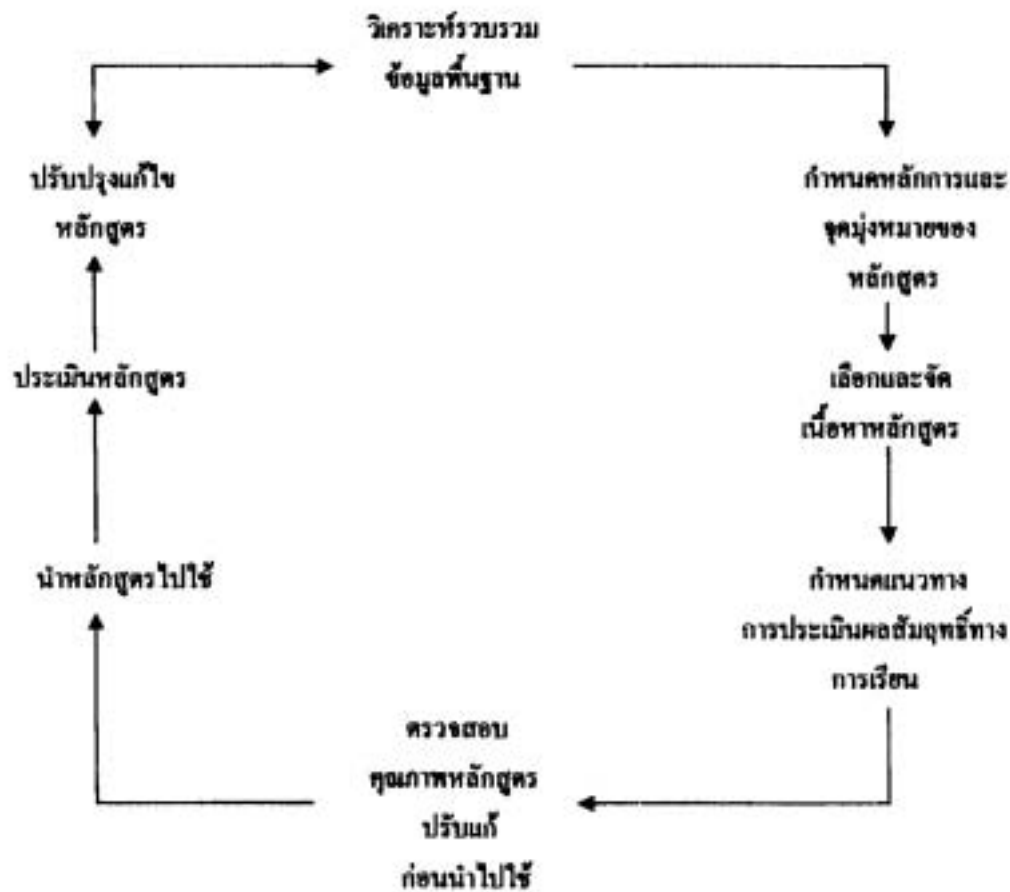 วิเคราะห์รวบรวม
ข้อมูลพื้นฐาน
กำหนดหลักการและ
จุดมุ่งหมายของ
หลักสูตร
เลือกและจัด
เนื้อหาหลักสูตร
กำหนดแนวทาง
การประเมินผลสัมฤทธิ์ทาง
การเรียน
ตรวจสอบ
คุณภาพหลักสูตร
ปรับแก้
ก่อนนำไปใช้
นำหลักสูตรไปใช้
ประเมินหลักสูตร
ปรับปรุงแก้ไข
หลักสูตร